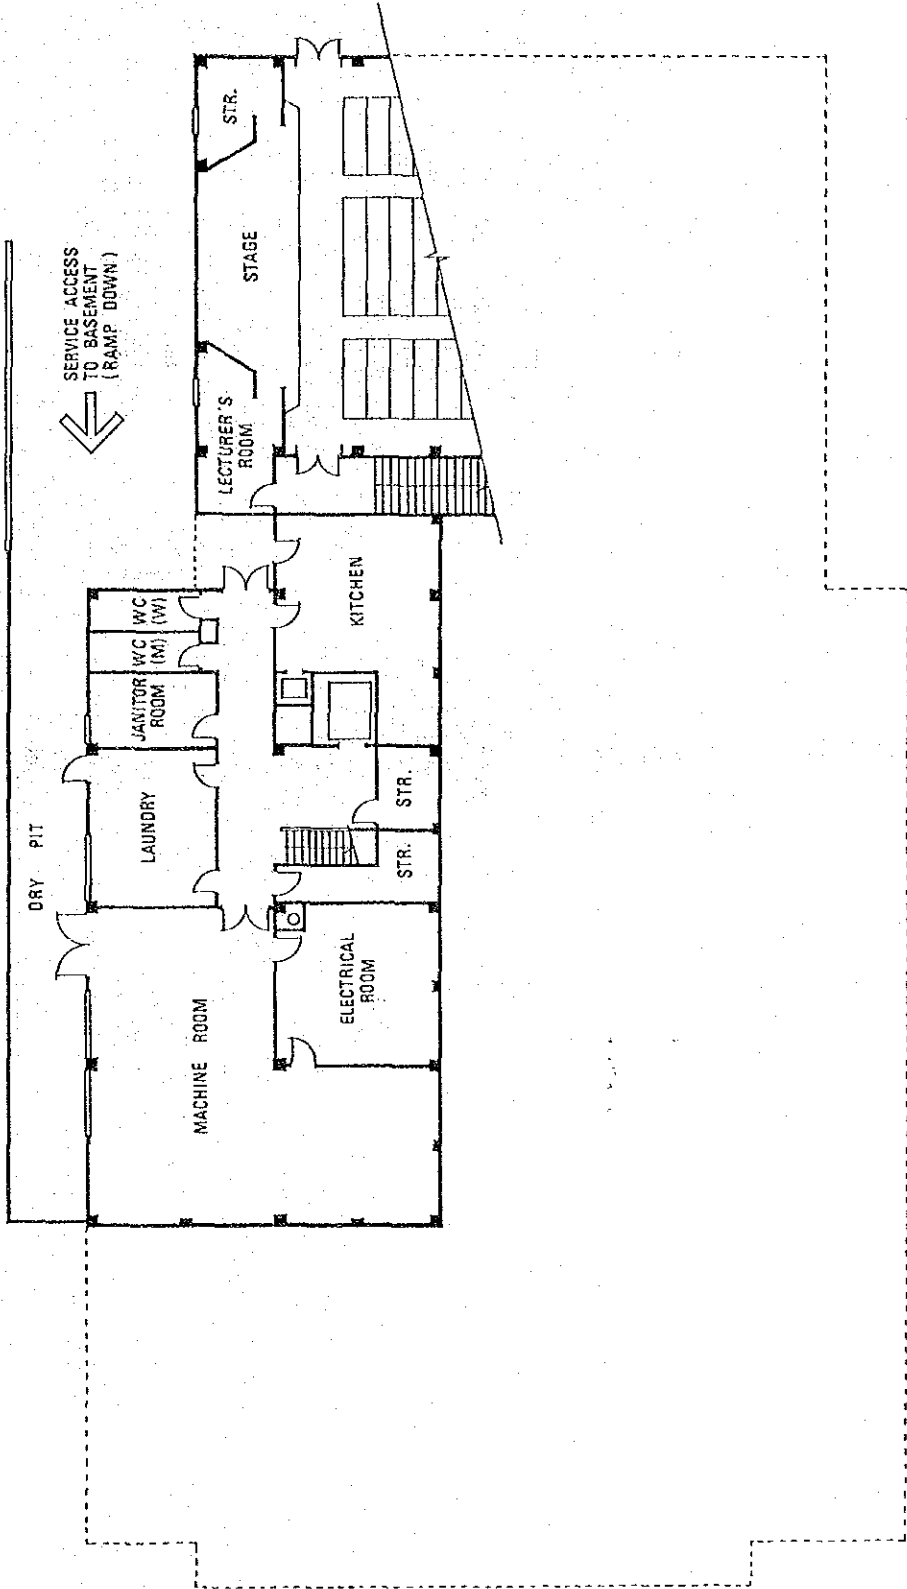 SERVICE ACCESS
TO BASEMENT
(RAMP DOWN)
DRY PIT
STR.
STAGE
LECTURER'S
ROOM
WC
(W)
WC
(M)
JANITOR
ROOM
KITCHEN
LAUNDRY
STR.
STR.
MACHINE ROOM
ELECTRICAL
ROOM